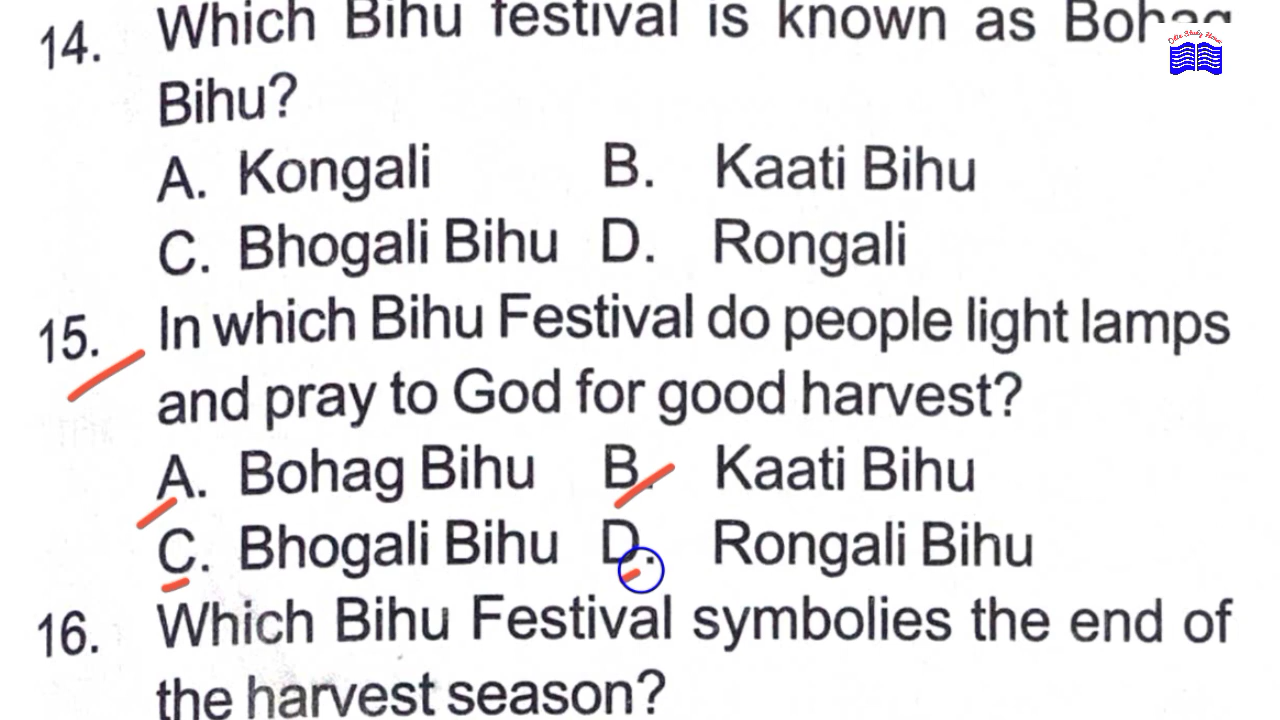 14. Which Bihu festival is known as Bohag
Bihu?
A. Kongali B. Kaati Bihu
C. Bhogali Bihu D. Rongali
15. In which Bihu Festival do people light lamps
and pray to God for good harvest?
A. Bohag Bihu B. Kaati Bihu
C. Bhogali Bihu D. Rongali Bihu
16. Which Bihu Festival symbolies the end of
the harvest season?